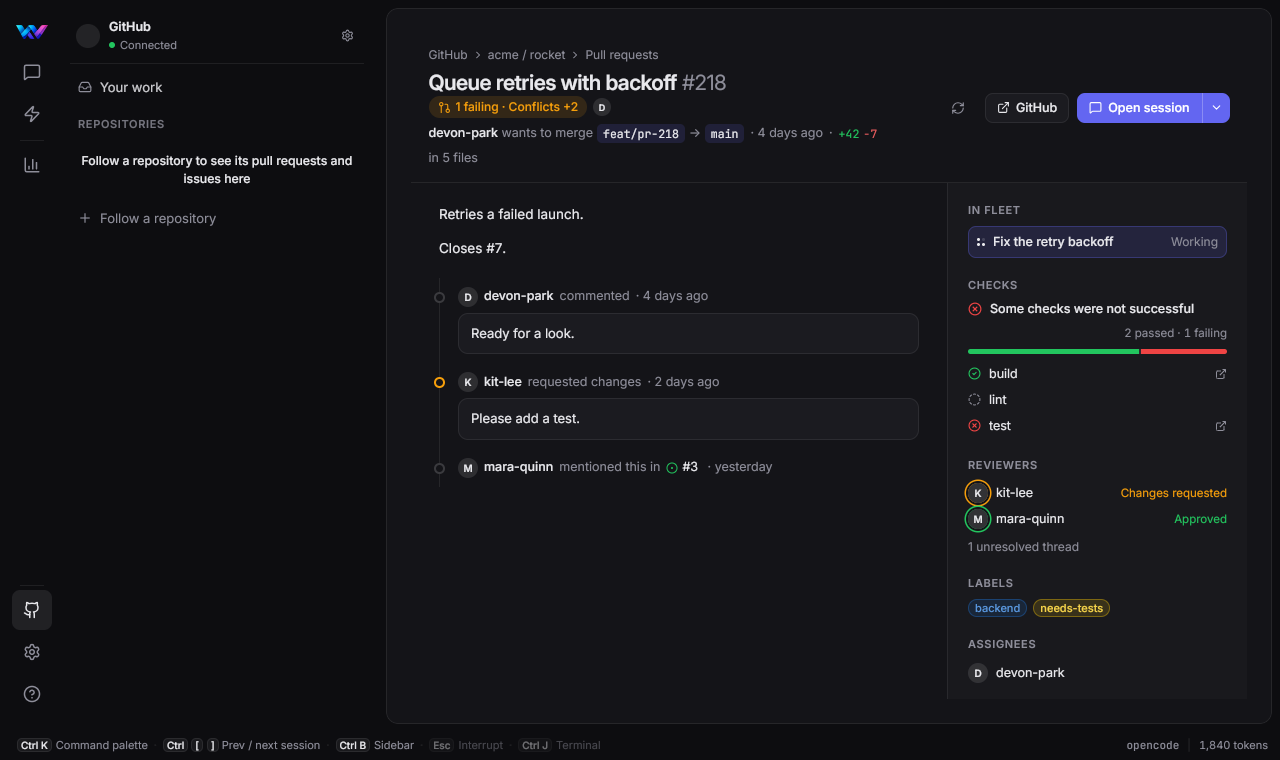 GitHub
Connected
Your work
REPOSITORIES
Follow a repository to see its pull requests and
issues here
Follow a repository
GitHub > acme / rocket > Pull requests
Queue retries with backoff #218
1 failing · Conflicts +2 D
GitHub
Open session
devon-park wants to merge feat/pr-218 → main · 4 days ago · +42 -7
in 5 files
Retries a failed launch.
Closes #7.
D devon-park commented · 4 days ago
Ready for a look.
K kit-lee requested changes · 2 days ago
Please add a test.
M mara-quinn mentioned this in #3 · yesterday
IN FLEET
Fix the retry backoff Working
CHECKS
Some checks were not successful
2 passed · 1 failing
build
lint
test
REVIEWERS
K kit-lee Changes requested
M mara-quinn Approved
1 unresolved thread
LABELS
backend needs-tests
ASSIGNEES
D devon-park
Ctrl K Command palette · Ctrl [ ] Prev / next session · Ctrl B Sidebar · Esc Interrupt · Ctrl J Terminal
opencode | 1,840 tokens